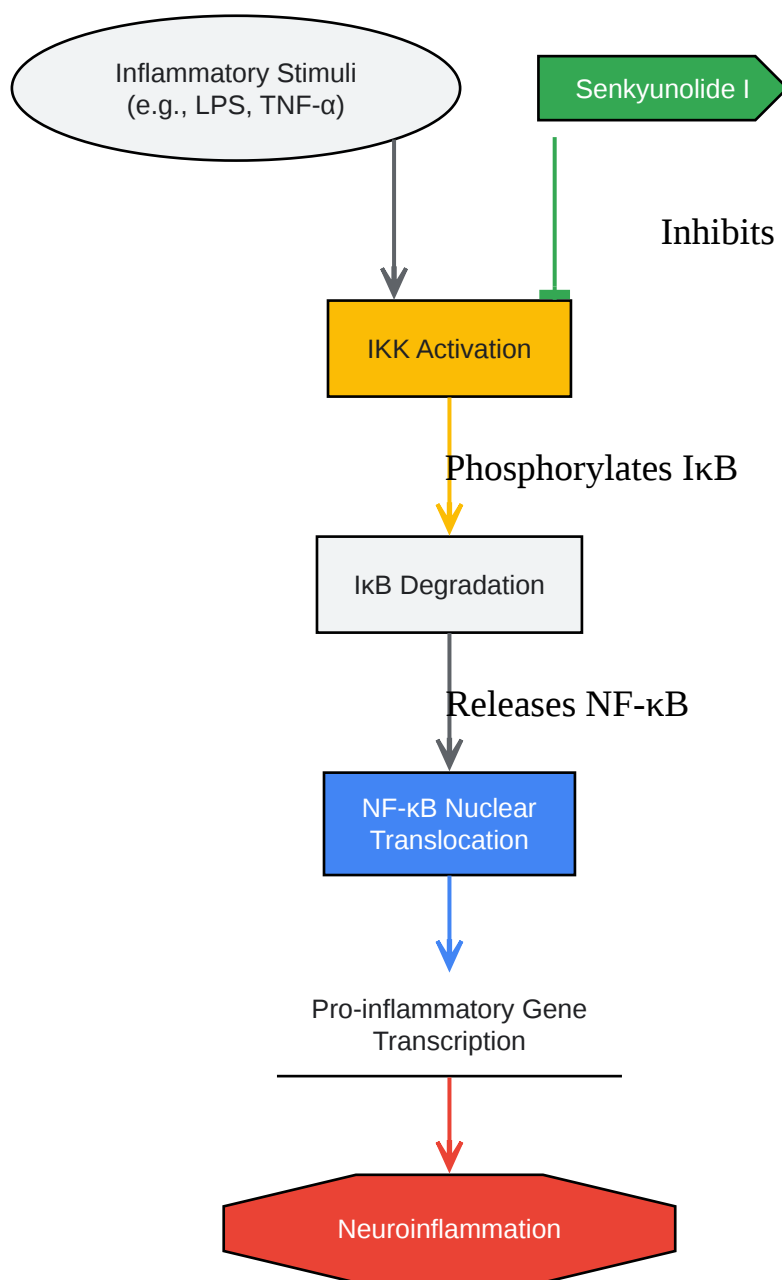 Inflammatory Stimuli
(e.g., LPS, TNF-α)
Senkyunolide I
Inhibits
IKK Activation
Phosphorylates IκB
IκB Degradation
Releases NF-κB
NF-κB Nuclear
Translocation
Pro-inflammatory Gene
Transcription
Neuroinflammation